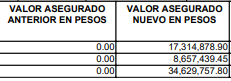 VALOR ASEGURADO VALOR ASEGURADO
ANTERIOR EN PESOS NUEVO EN PESOS
0.00 17,314,878.90
0.00 8,657,439.45
0.00 34,629,757.80